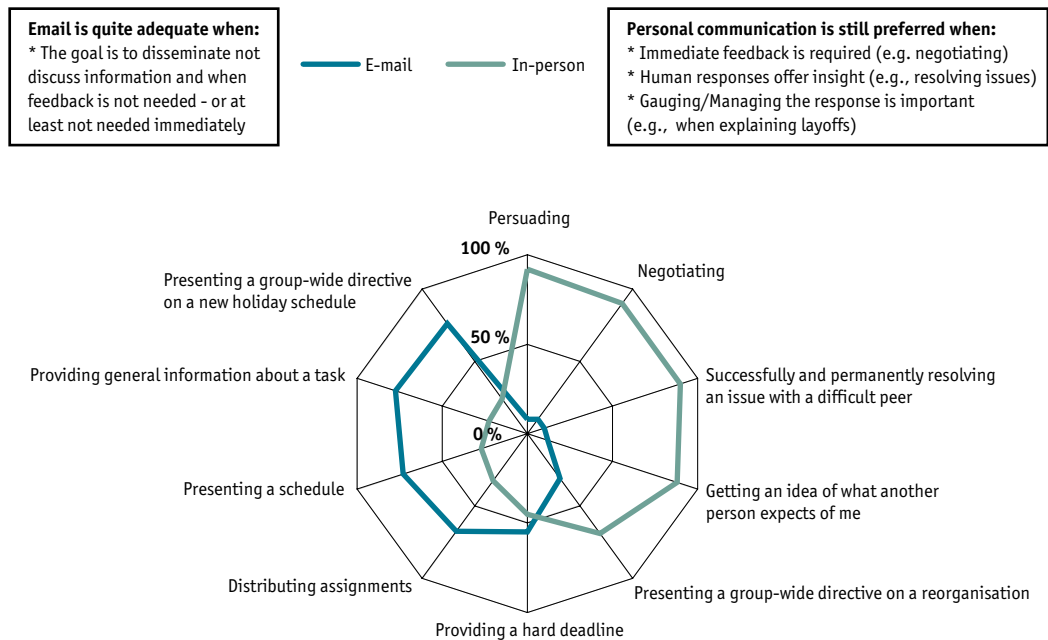 Email is quite adequate when:
* The goal is to disseminate not
discuss information and when
feedback is not needed - or at
least not needed immediately
E-mail
In-person
Personal communication is still preferred when:
* Immediate feedback is required (e.g. negotiating)
* Human responses offer insight (e.g., resolving issues)
* Gauging/Managing the response is important
(e.g., when explaining layoffs)
Persuading
100 %
Negotiating
Presenting a group-wide directive
on a new holiday schedule
50 %
Providing general information about a task
Successfully and permanently resolving
an issue with a difficult peer
0 %
Presenting a schedule
Getting an idea of what another
person expects of me
Distributing assignments
Presenting a group-wide directive on a reorganisation
Providing a hard deadline